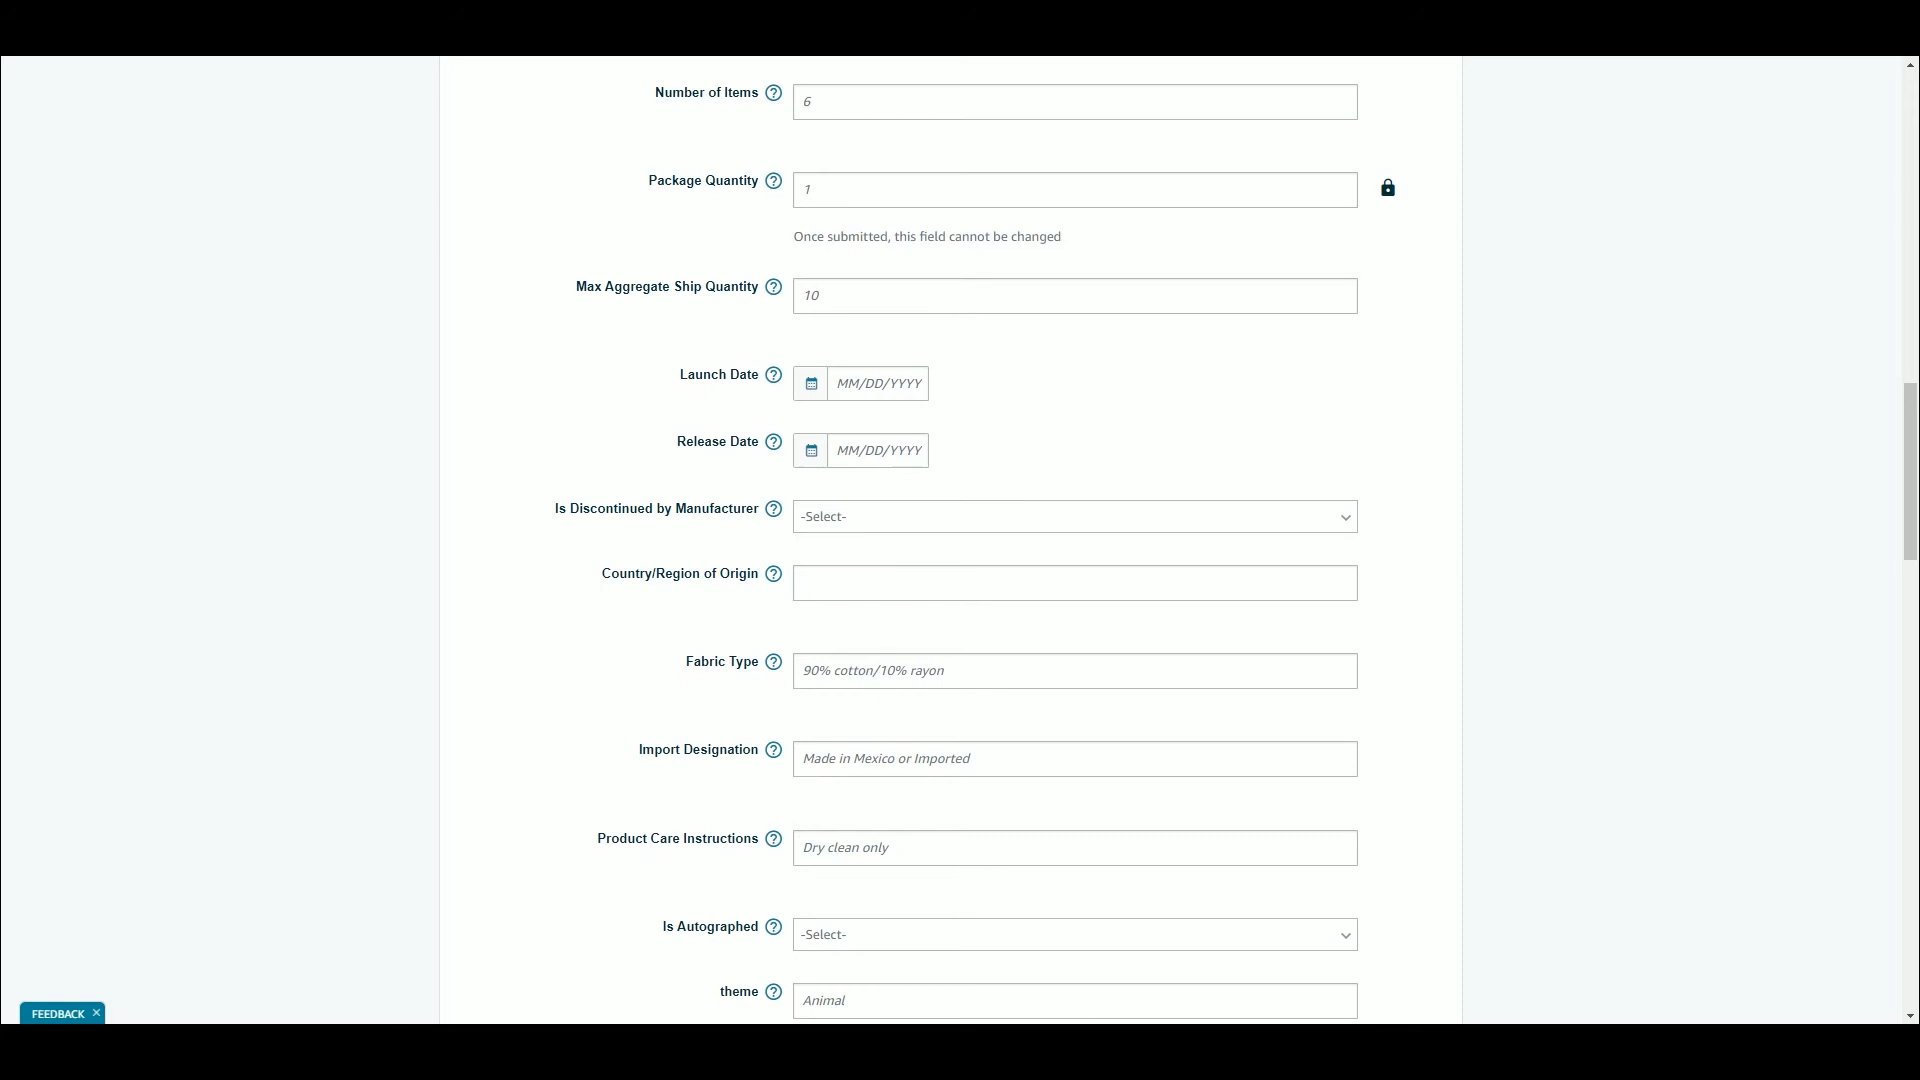 Number of Items
6
Package Quantity
1
Once submitted, this field cannot be changed
Max Aggregate Ship Quantity
10
Launch Date
MM/DD/YYYY
Release Date
MM/DD/YYYY
Is Discontinued by Manufacturer
-Select-
Country/Region of Origin
Fabric Type
90% cotton/10% rayon
Import Designation
Made in Mexico or Imported
Product Care Instructions
Dry clean only
Is Autographed
-Select-
theme
Animal
FEEDBACK